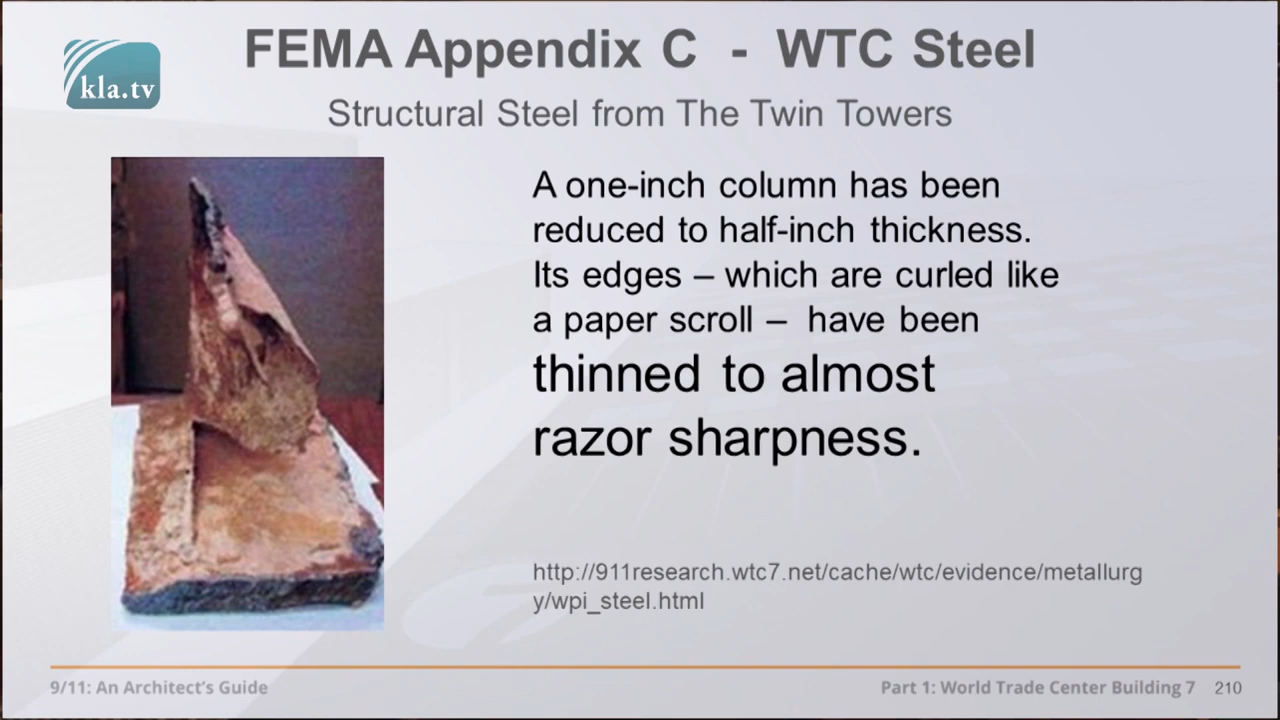 FEMA Appendix C - WTC Steel
kla.tv
Structural Steel from The Twin Towers
A one-inch column has been
reduced to half-inch thickness.
Its edges – which are curled like
a paper scroll – have been
thinned to almost
razor sharpness.
http://911research.wtc7.net/cache/wtc/evidence/metallurg
y/wpi_steel.html
9/11: An Architect's Guide
Part 1: World Trade Center Building 7 210